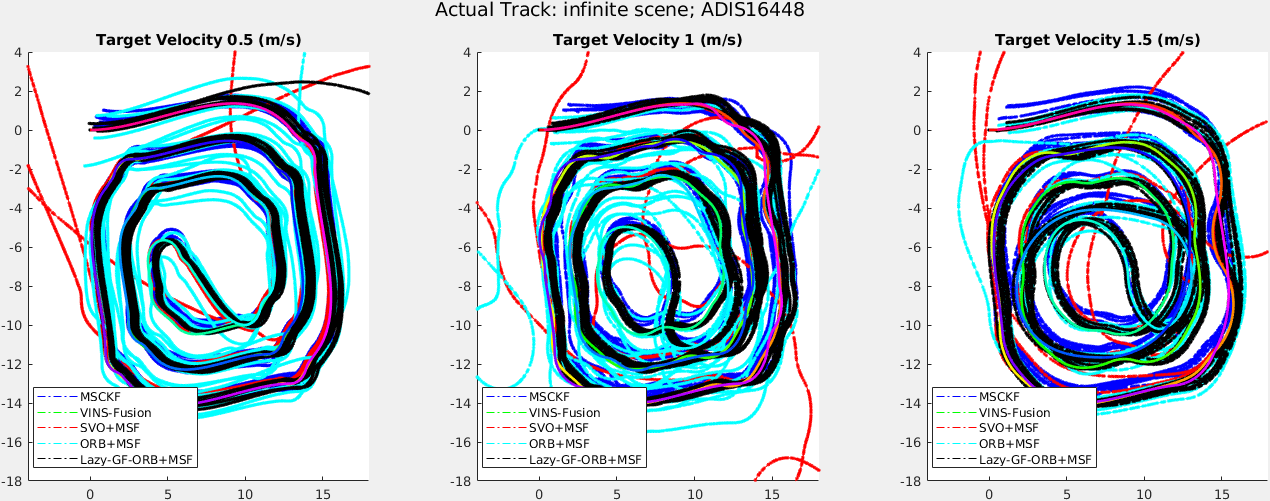 Actual Track: infinite scene; ADIS16448
Target Velocity 0.5 (m/s)
4
2
0
-2
-4
-6
-8
-10
-12
-14
-16
-18
0
5
10
15
MSCKF
VINS-Fusion
SVO+MSF
ORB+MSF
Lazy-GF-ORB+MSF
Target Velocity 1 (m/s)
4
2
0
-2
-4
-6
-8
-10
-12
-14
-16
-18
0
5
10
15
MSCKF
VINS-Fusion
SVO+MSF
ORB+MSF
Lazy-GF-ORB+MSF
Target Velocity 1.5 (m/s)
4
2
0
-2
-4
-6
-8
-10
-12
-14
-16
-18
0
5
10
15
MSCKF
VINS-Fusion
SVO+MSF
ORB+MSF
Lazy-GF-ORB+MSF